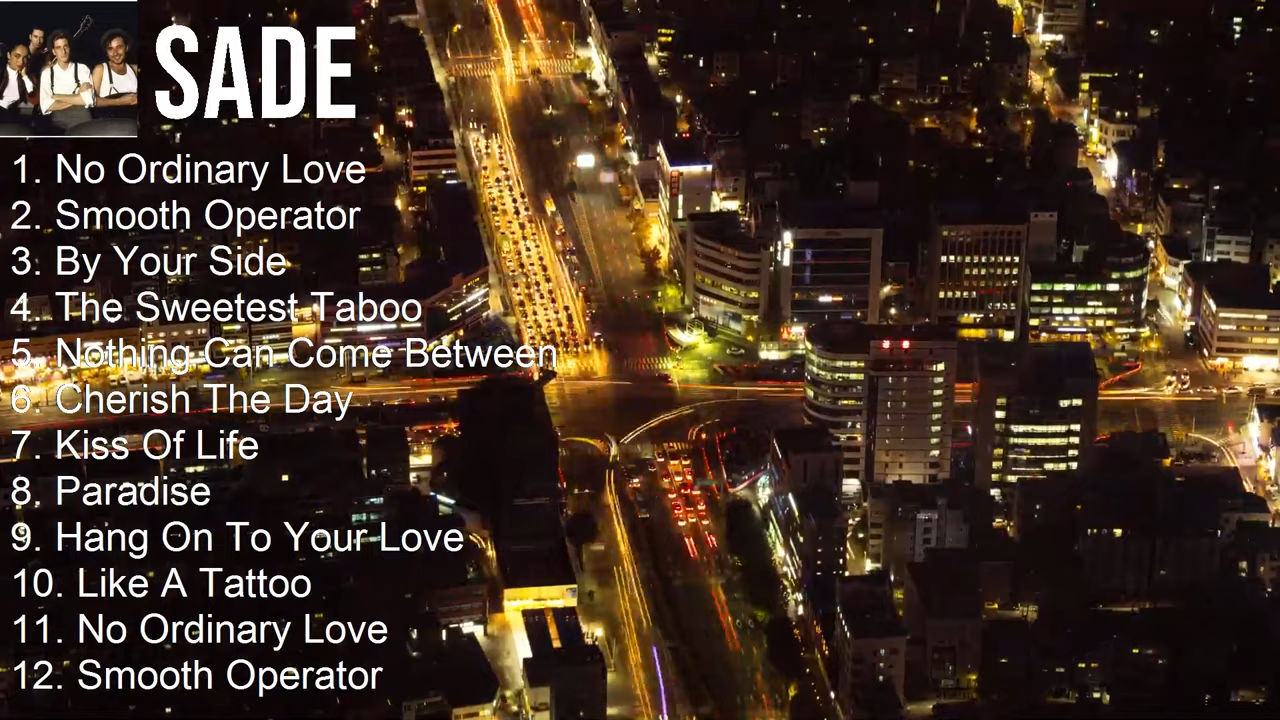 SADE
1. No Ordinary Love
2. Smooth Operator
3. By Your Side
4. The Sweetest Taboo
5. Nothing Can Come Between
6. Cherish The Day
7. Kiss Of Life
8. Paradise
9. Hang On To Your Love
10. Like A Tattoo
11. No Ordinary Love
12. Smooth Operator